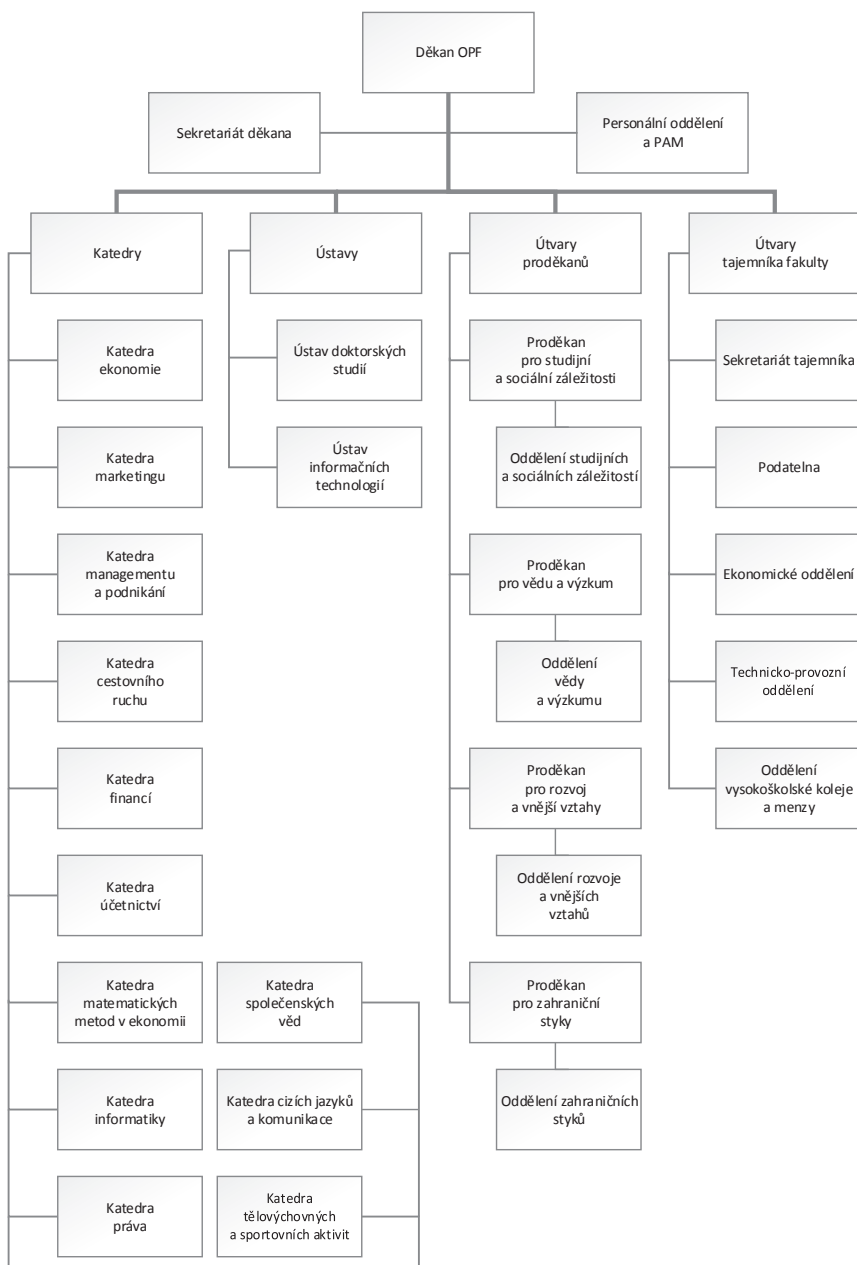 Děkan OPF
Sekretariát děkana
Personální oddělení
a PAM
Katedry
Ústavy
Útvary
proděkanů
Útvary
tajemníka fakulty
Katedra
ekonomie
Ústav doktorských
studií
Proděkan
pro studijní
a sociální záležitosti
Sekretariát tajemníka
Katedra
marketingu
Ústav
informačních
technologií
Oddělení studijních
a sociálních záležitostí
Podatelna
Katedra
managementu
a podnikání
Proděkan
pro vědu a výzkum
Ekonomické oddělení
Katedra
cestovního
ruchu
Oddělení
vědy
a výzkumu
Technicko-provozní
oddělení
Katedra
financí
Proděkan
pro rozvoj
a vnější vztahy
Oddělení
vysokoškolské koleje
a menzy
Katedra
účetnictví
Oddělení rozvoje
a vnějších
vztahů
Katedra
matematických
metod v ekonomii
Katedra
společenských
věd
Proděkan
pro zahraniční
styky
Katedra
informatiky
Katedra cizích jazyků
a komunikace
Oddělení zahraničních
styků
Katedra
práva
Katedra
tělovýchovných
a sportovních aktivit